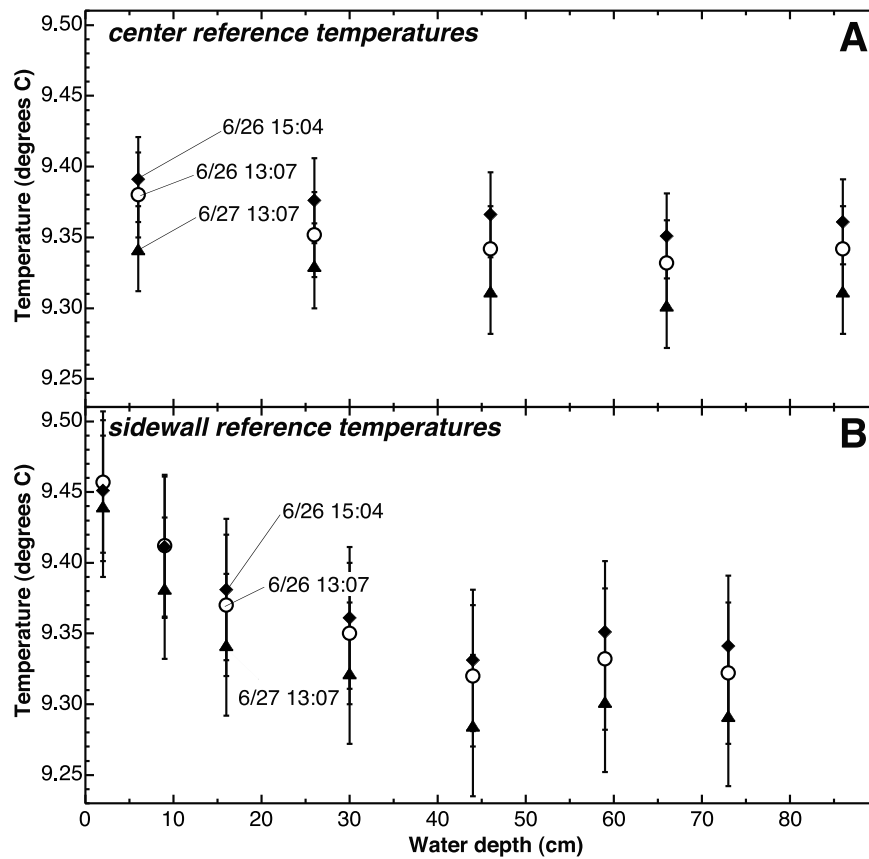 center reference temperatures
A
9.50
9.45
9.40
9.35
9.30
9.25
Temperature (degrees C)
6/26 15:04
6/26 13:07
6/27 13:07
sidewall reference temperatures
B
9.50
9.45
9.40
9.35
9.30
9.25
Temperature (degrees C)
6/26 15:04
6/26 13:07
6/27 13:07
0 10 20 30 40 50 60 70 80
Water depth (cm)